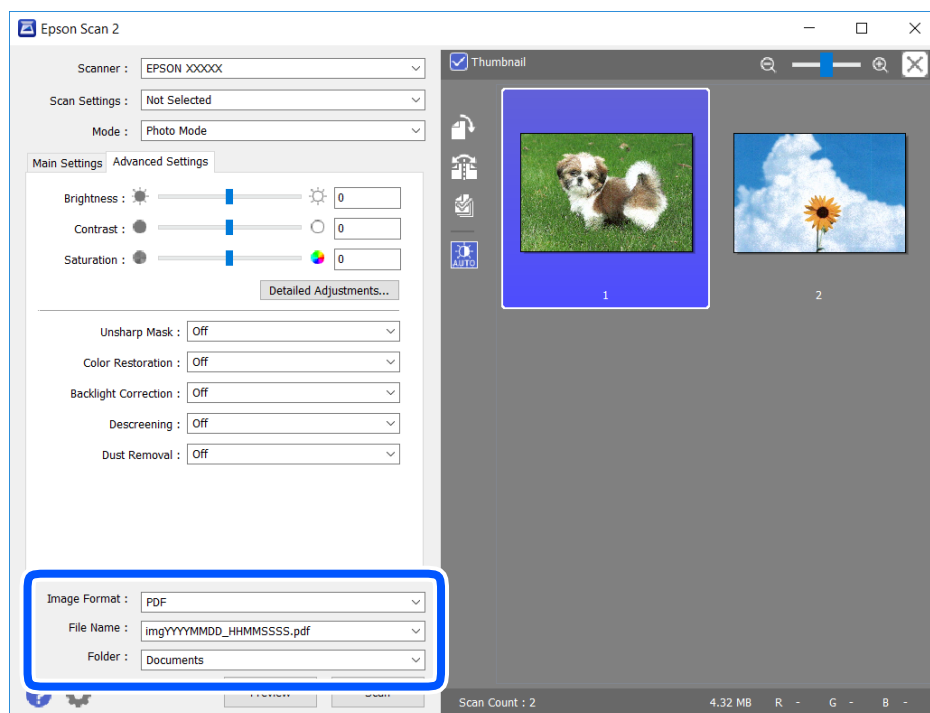 Epson Scan 2
Scanner : EPSON XXXXX
Scan Settings : Not Selected
Mode : Photo Mode
Main Settings Advanced Settings
Brightness : 0
Contrast : 0
Saturation : 0
Detailed Adjustments...
Unsharp Mask : Off
Color Restoration : Off
Backlight Correction : Off
Descreening : Off
Dust Removal : Off
Image Format : PDF
File Name : imgYYYYMMDD_HHMMSSSS.pdf
Folder : Documents
Preview Scan
Thumbnail
AUTO
1
2
Scan Count : 2 4.32 MB R - G - B -